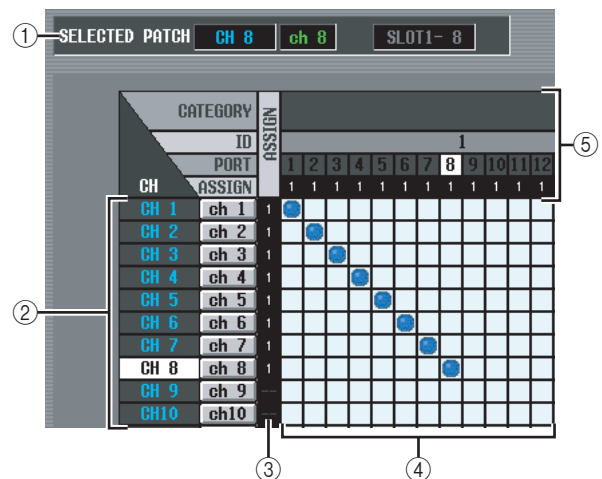 ① SELECTED PATCH CH 8 ch 8 SLOT1- 8
CATEGORY
ASSIGN
ID 1
⑤
PORT 1 2 3 4 5 6 7 8 9 10 11 12
CH ASSIGN 1 1 1 1 1 1 1 1 1 1 1 1
CH 1 ch 1 1
CH 2 ch 2 1
CH 3 ch 3 1
CH 4 ch 4 1
CH 5 ch 5 1
②
CH 6 ch 6 1
CH 7 ch 7 1
CH 8 ch 8 1
CH 9 ch 9 --
CH10 ch10 --
③ ④